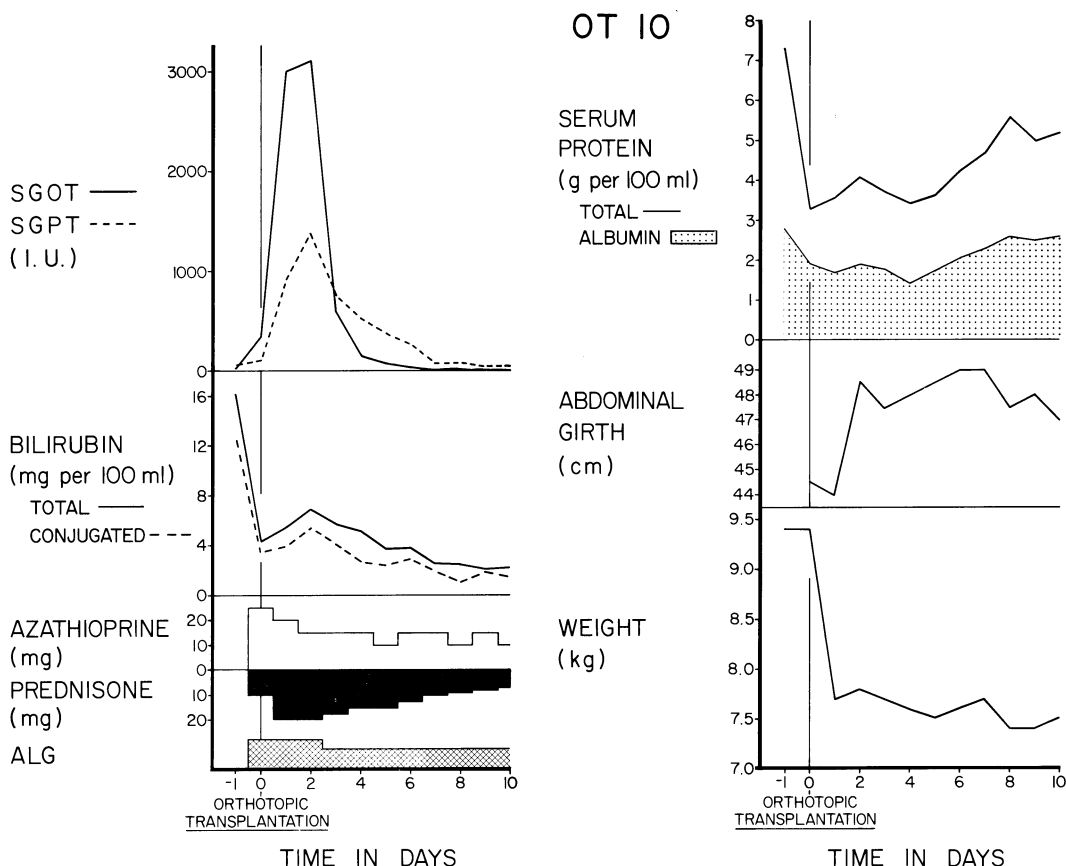 OT 10
3000
2000
1000
0
SGOT
SGPT
(I. U.)
16
12
8
4
0
BILIRUBIN
(mg per 100 ml)
TOTAL
CONJUGATED
AZATHIOPRINE
(mg)
20
10
0
PREDNISONE
(mg)
10
20
ALG
-1 0 2 4 6 8 10
ORTHOTOPIC
TRANSPLANTATION
TIME IN DAYS
8
7
6
5
4
3
2
1
0
SERUM
PROTEIN
(g per 100 ml)
TOTAL
ALBUMIN
49
48
47
46
45
44
ABDOMINAL
GIRTH
(cm)
9.5
9.0
8.5
8.0
7.5
7.0
WEIGHT
(kg)
-1 0 2 4 6 8 10
ORTHOTOPIC
TRANSPLANTATION
TIME IN DAYS